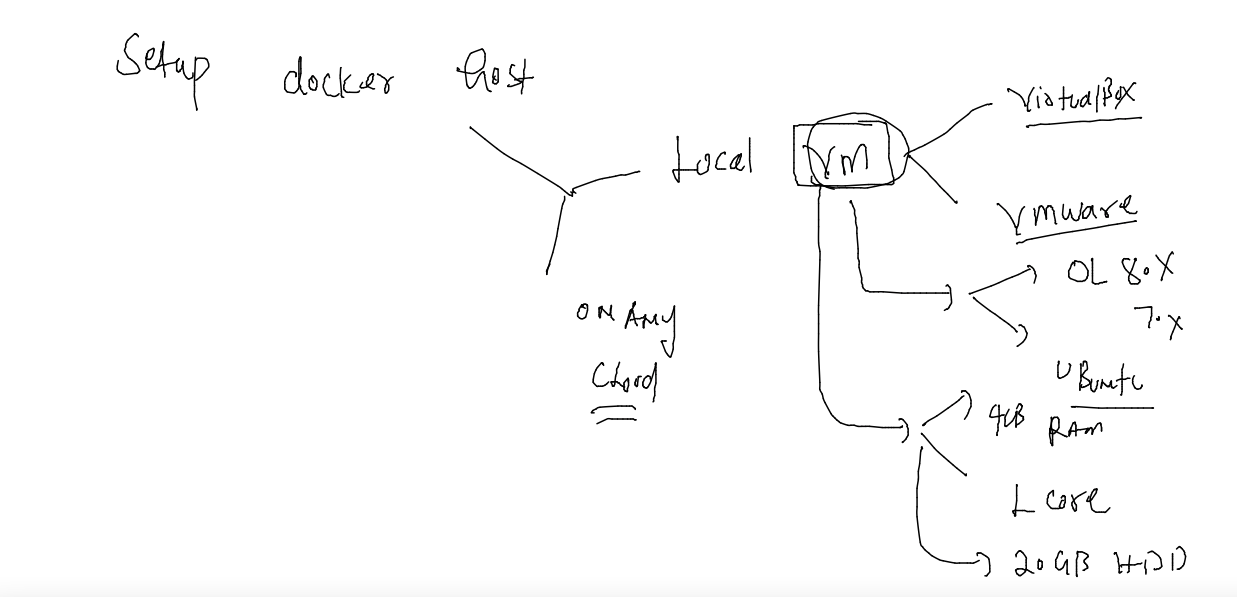 Setup docker host
Local VM
VirtualBox
VMware
OL 8.X
7.X
UBuntu
ON ANY
Cloud
4GB RAM
1 core
20GB HDD